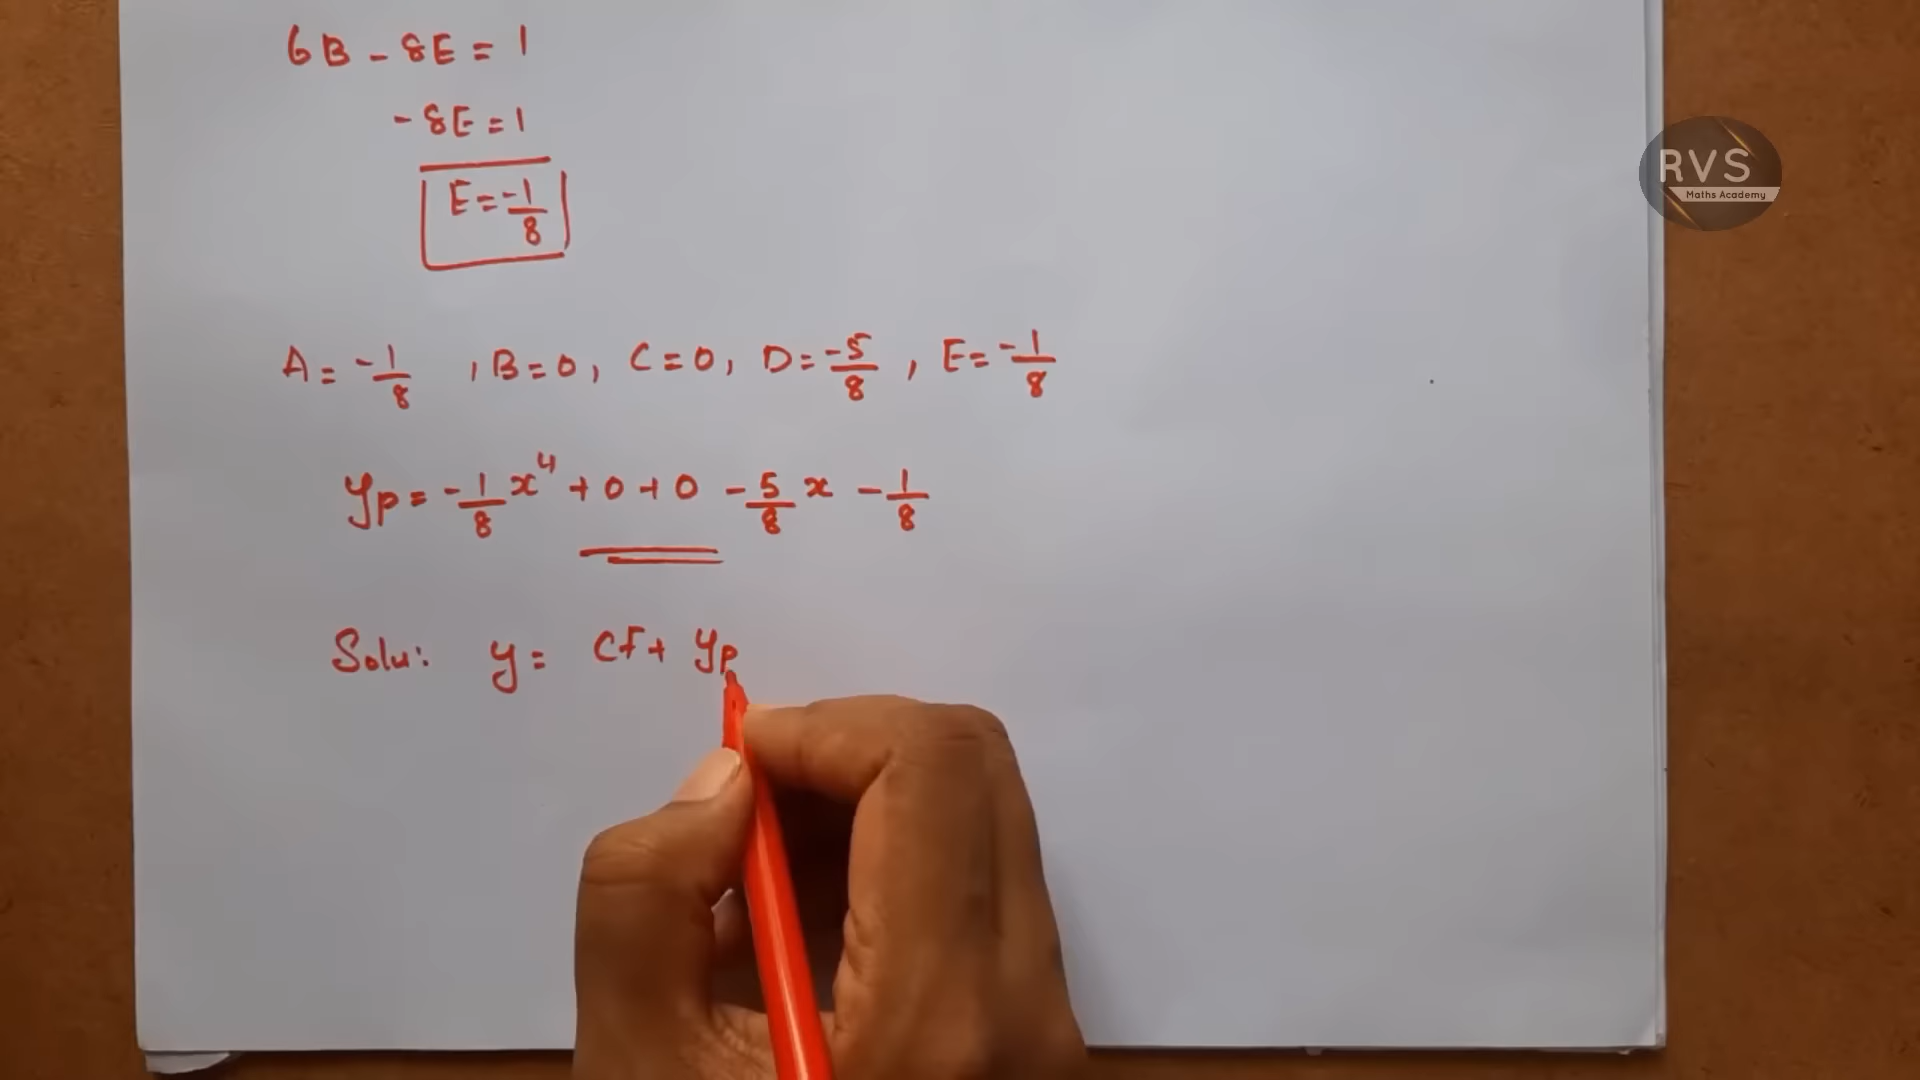 6B - 8E = 1
RVS
Maths Academy
-8E = 1
E = -1/8
A = -1/8 , B = 0, C = 0, D = -5/8 , E = -1/8
yp = -1/8 x⁴ + 0 + 0 - 5/8 x - 1/8
Solu: y = CF + yp